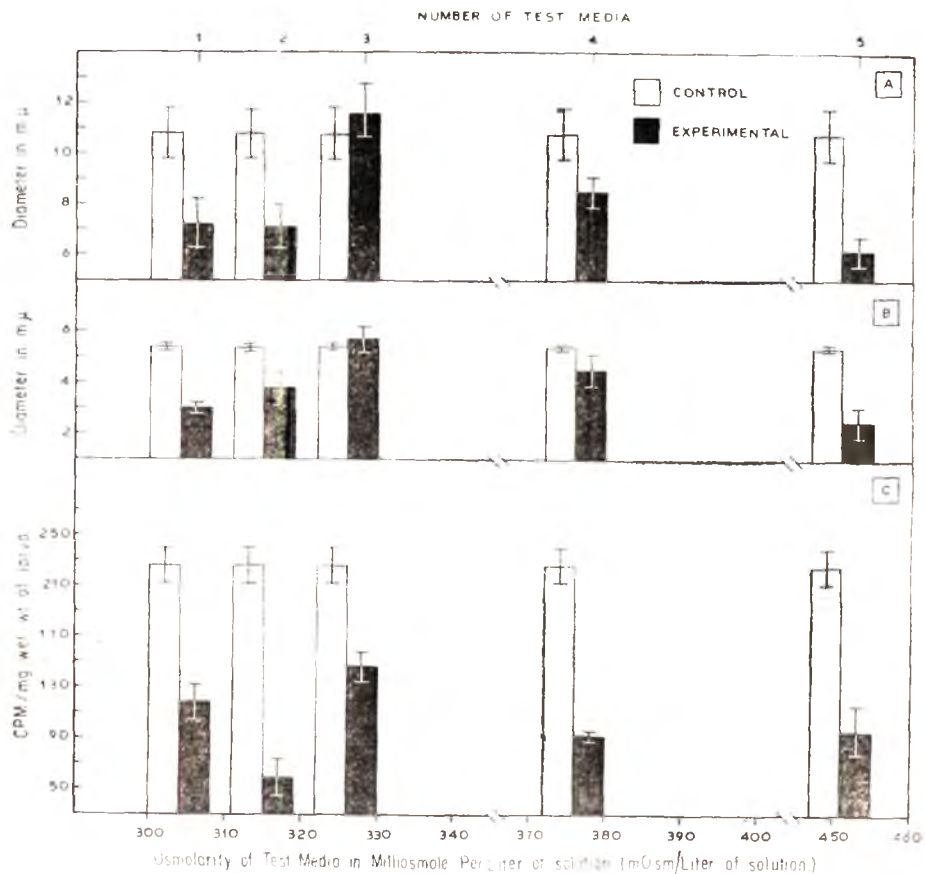 NUMBER OF TEST MEDIA
1 2 3 4 5
A
CONTROL
EXPERIMENTAL
Diameter in mμ
12
10
8
6
B
Diameter in mμ
6
4
2
C
CPM/mg wet wt of larva
250
210
170
130
90
50
300 310 320 330 340 370 380 390 400 450 460
Osmolarity of Test Media in Milliosmole Per Liter of solution (mOsm/Liter of solution.)